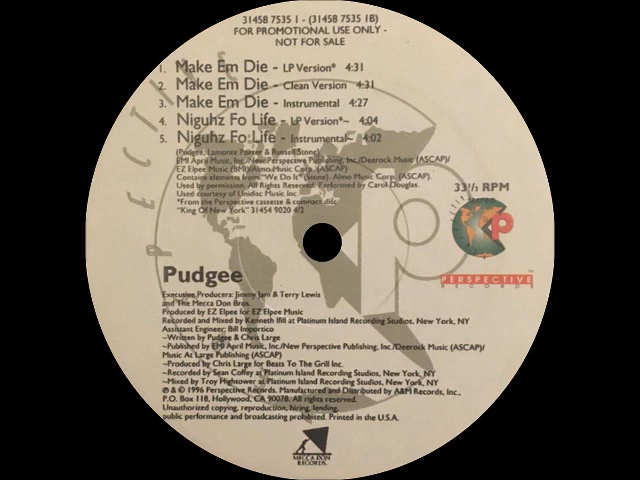 31458 7535 1 - (31458 7535 1B)
FOR PROMOTIONAL USE ONLY -
NOT FOR SALE
1. Make Em Die - LP Version* 4:31
2. Make Em Die - Clean Version 4:31
3. Make Em Die - Instrumental 4:27
4. Niguhz Fo Life - LP Version*~ 4:04
5. Niguhz Fo Life - Instrumental~ 4:02
(Pudgee, Lamonte Porter & Russell Stone)
EMI April Music, Inc./New Perspective Publishing, Inc./Deerock Music (ASCAP)/
EZ Elpee Music (BMI)/Almo Music Corp. (ASCAP)
Contains elements from "We Do It" (Stone). Almo Music Corp. (ASCAP).
Used by permission. All Rights Reserved. Performed by Carol Douglas.
Used courtesy of Unidisc Music Inc.
*From the Perspective cassette & compact disc
"King Of New York" 31454 9020 4/2
33⅓ RPM
P E C T I V E
P
PERSPECTIVE
RECORDS
Pudgee
Executive Producers: Jimmy Jam & Terry Lewis
and The Mecca Don Bros.
Produced by EZ Elpee for EZ Elpee Music
Recorded and Mixed by Kenneth Ifill at Platinum Island Recording Studios, New York, NY
Assistant Engineer: Bill Importico
~Written by Pudgee & Chris Large
~Published by EMI April Music, Inc./New Perspective Publishing, Inc./Deerock Music (ASCAP)/
Music At Large Publishing (ASCAP)
~Produced by Chris Large for Beats To The Grill Inc.
~Recorded by Sean Coffey at Platinum Island Recording Studios, New York, NY
~Mixed by Troy Hightower at Platinum Island Recording Studios, New York, NY
℗ & © 1996 Perspective Records. Manufactured and Distributed by A&M Records, Inc.,
P.O. Box 118, Hollywood, CA 90078. All rights reserved.
Unauthorized copying, reproduction, hiring, lending,
public performance and broadcasting prohibited. Printed in the U.S.A.
MECCA DON
RECORDS.